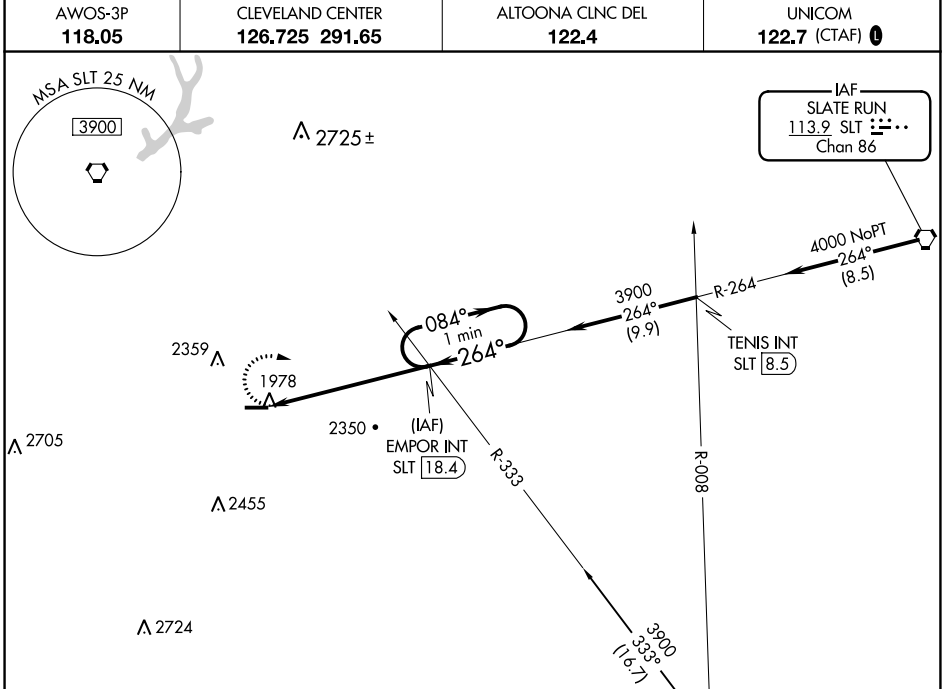 AWOS-3P
118.05
CLEVELAND CENTER
126.725 291.65
ALTOONA CLNC DEL
122.4
UNICOM
122.7 (CTAF) L
MSA SLT 25 NM
3900
2725 ±
IAF
SLATE RUN
113.9 SLT
Chan 86
4000 NoPT
264°
(8.5)
R-264
3900
264°
(9.9)
TENIS INT
SLT 8.5
084°
1 min
264°
2359
1978
2350
(IAF)
EMPOR INT
SLT 18.4
2705
R-333
R-008
2455
2724
3900
333°
(16.7)